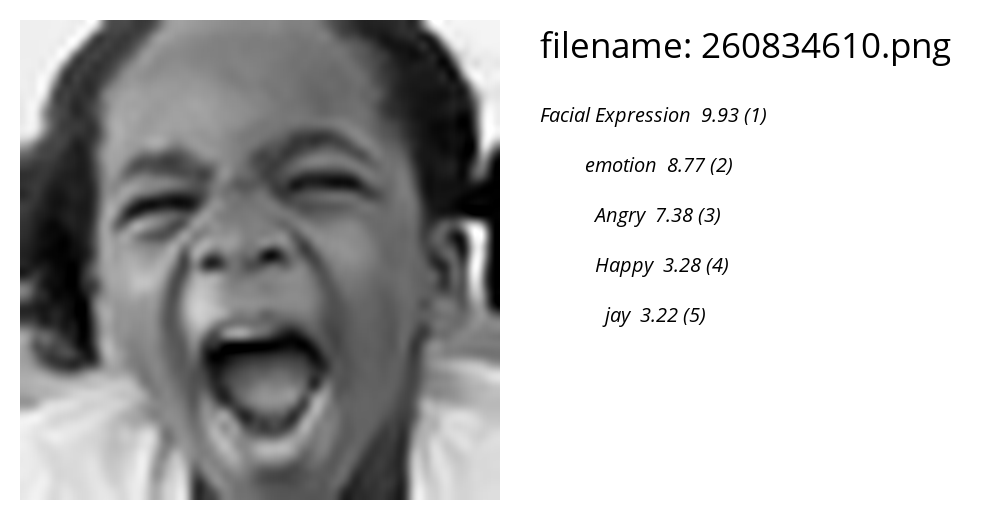 filename: 260834610.png
Facial Expression 9.93 (1)
emotion 8.77 (2)
Angry 7.38 (3)
Happy 3.28 (4)
jay 3.22 (5)